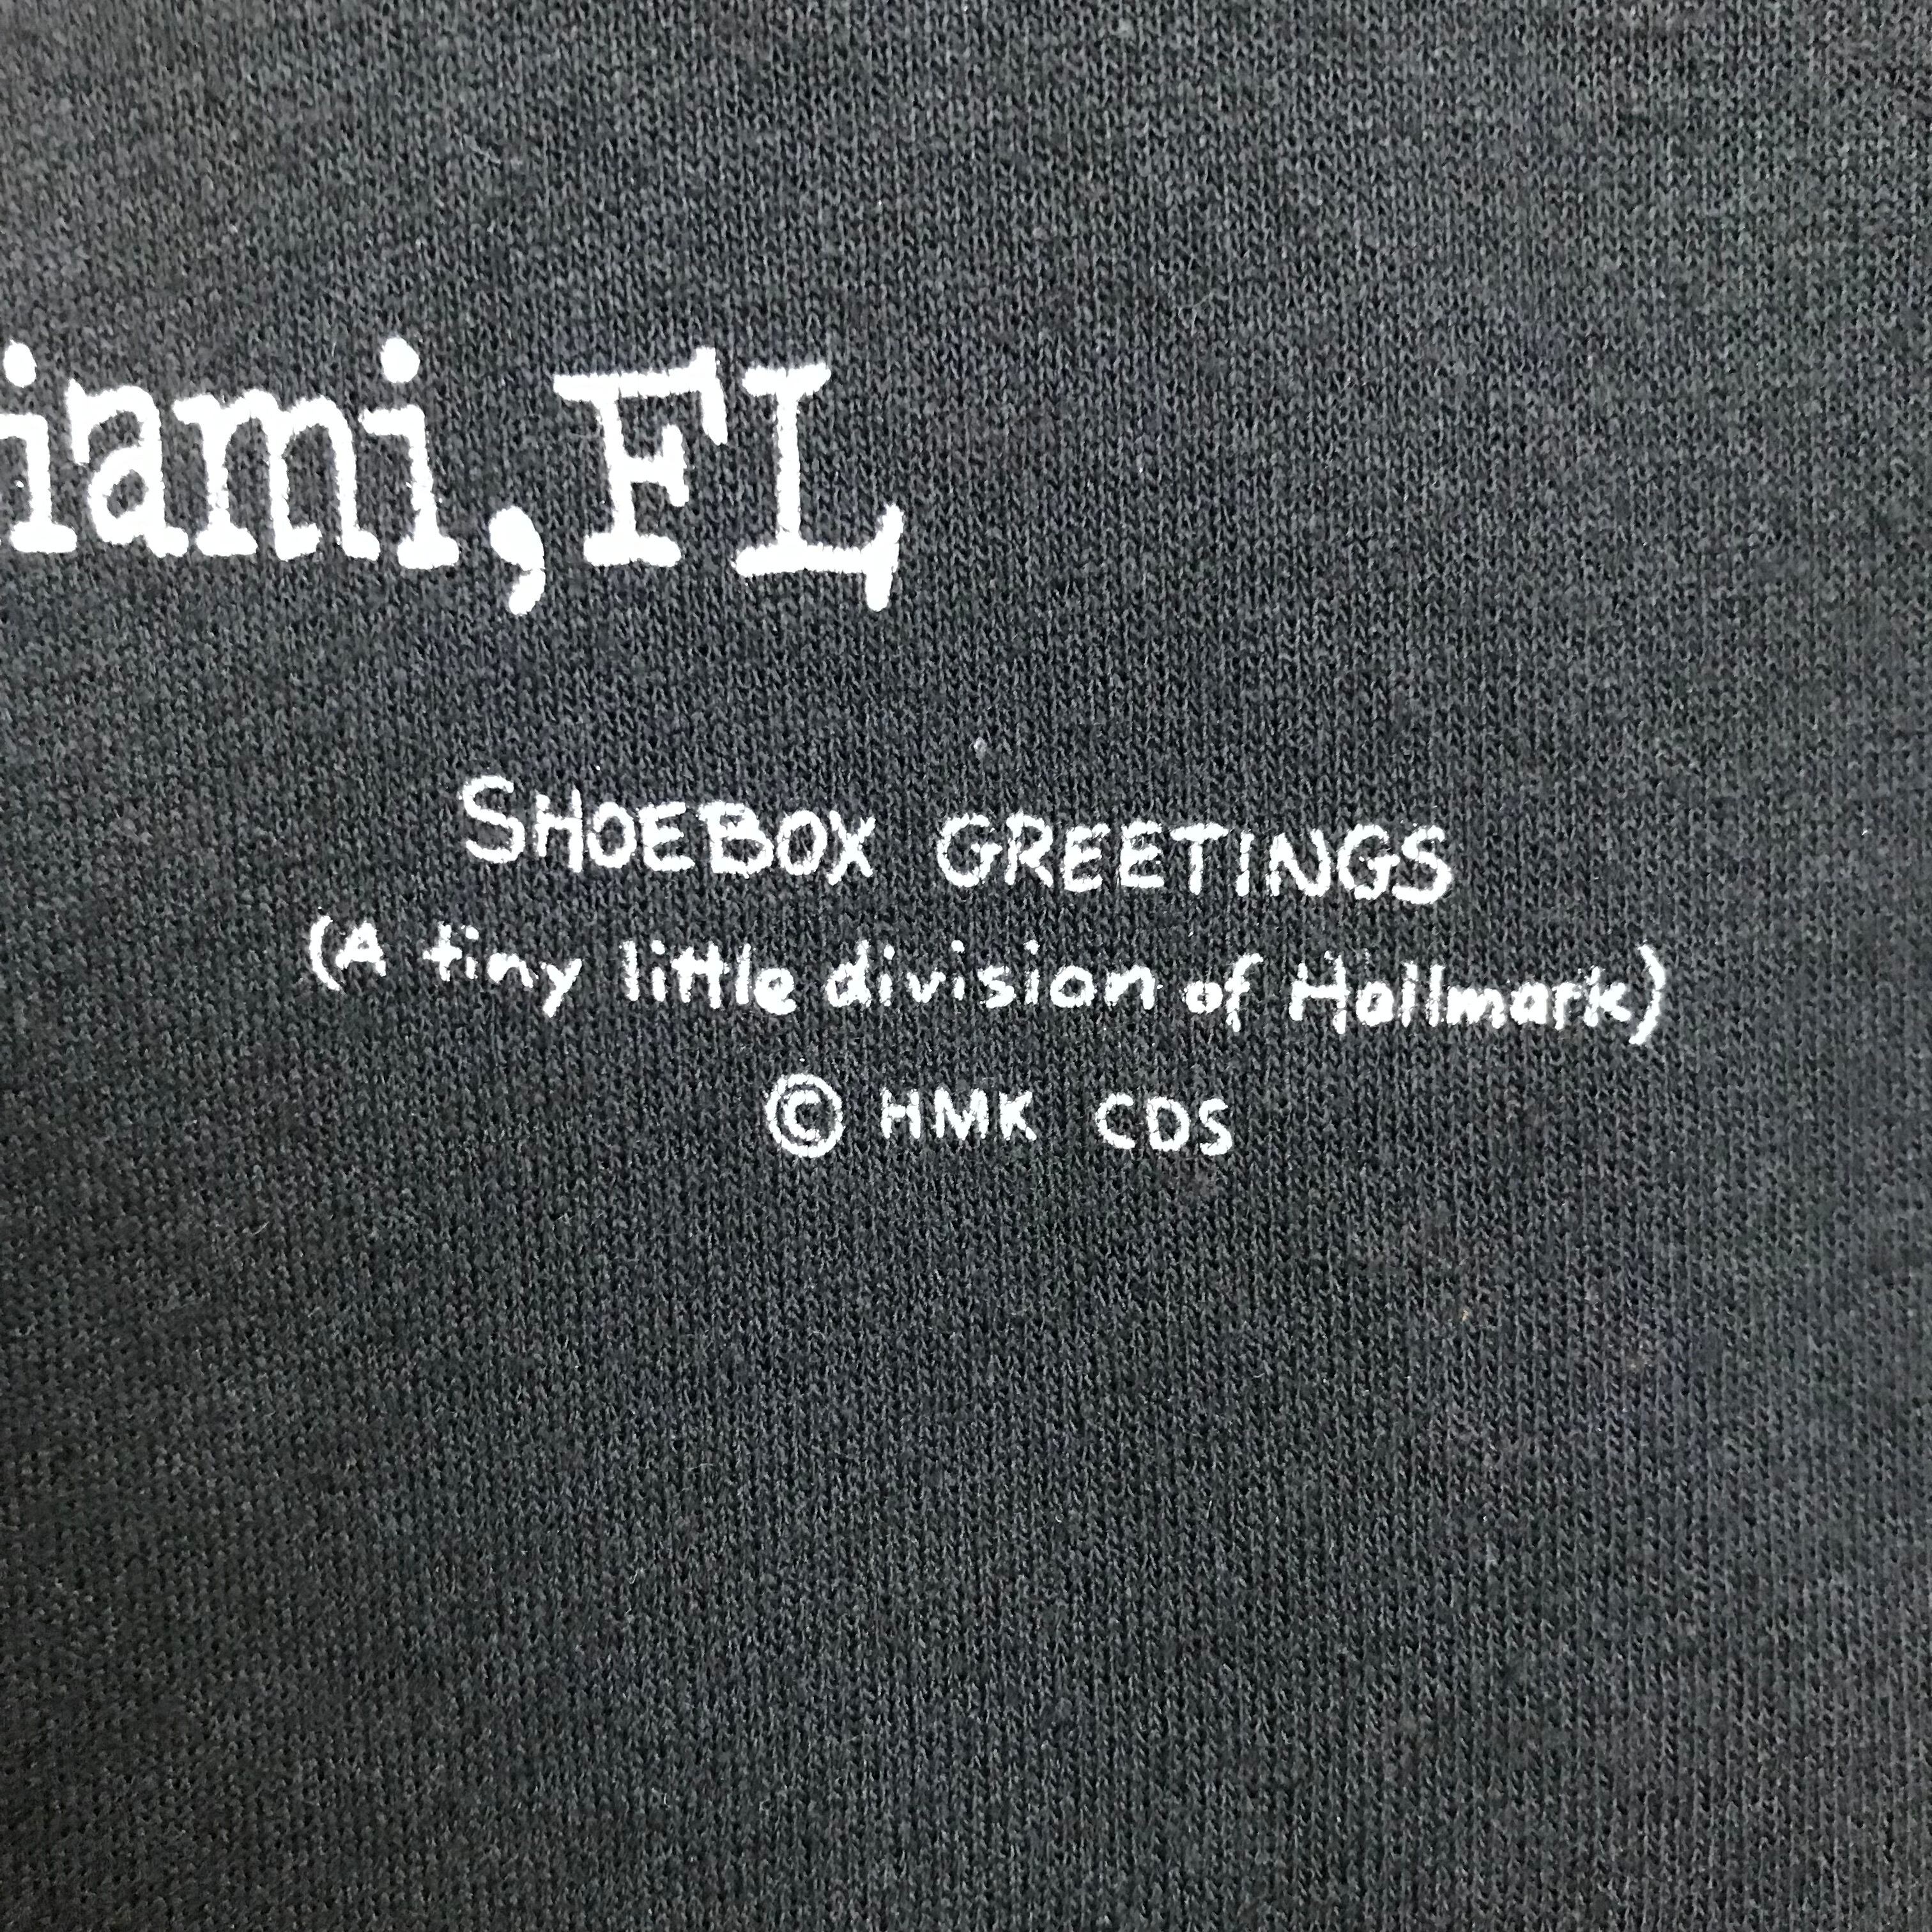 iami, FL
SHOEBOX GREETINGS
(A tiny little division of Hallmark)
© HMK CDS